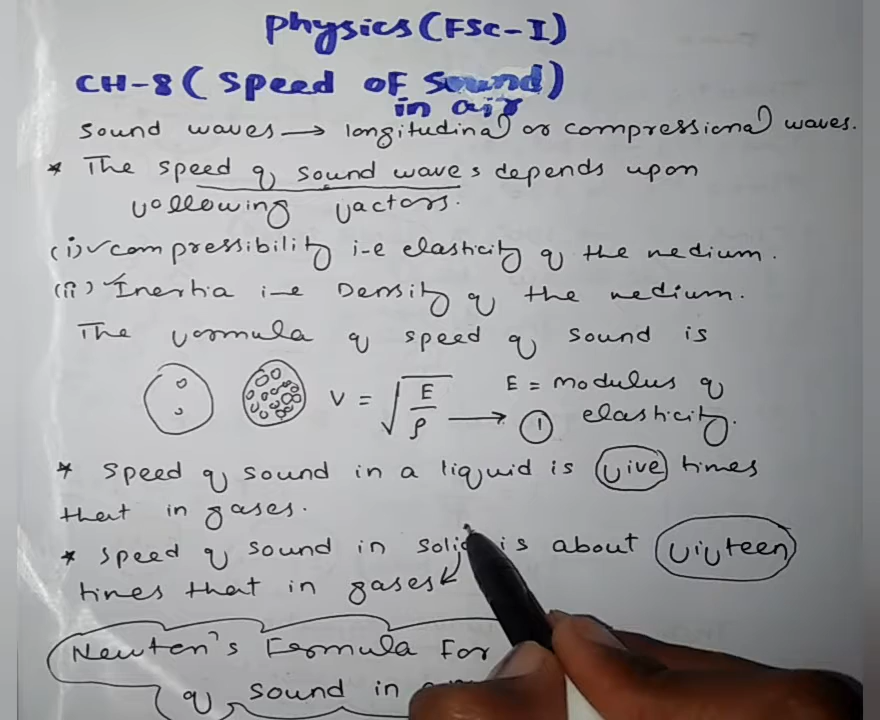 Physics (FSc-I)
CH-8 ( Speed of Sound )
in air
Sound waves → longitudinal or compressional waves.
* The speed of sound waves depends upon
following factors.
(i) ✓ compressibility i-e elasticity of the medium.
(ii) ✓ Inertia i-e Density of the medium.
The formula of speed of sound is
V = √E/ρ → ① E = modulus of
elasticity.
* Speed of sound in a liquid is five times
that in gases.
* Speed of sound in solid is about fifteen
times that in gases
Newton's Formula For
of sound in